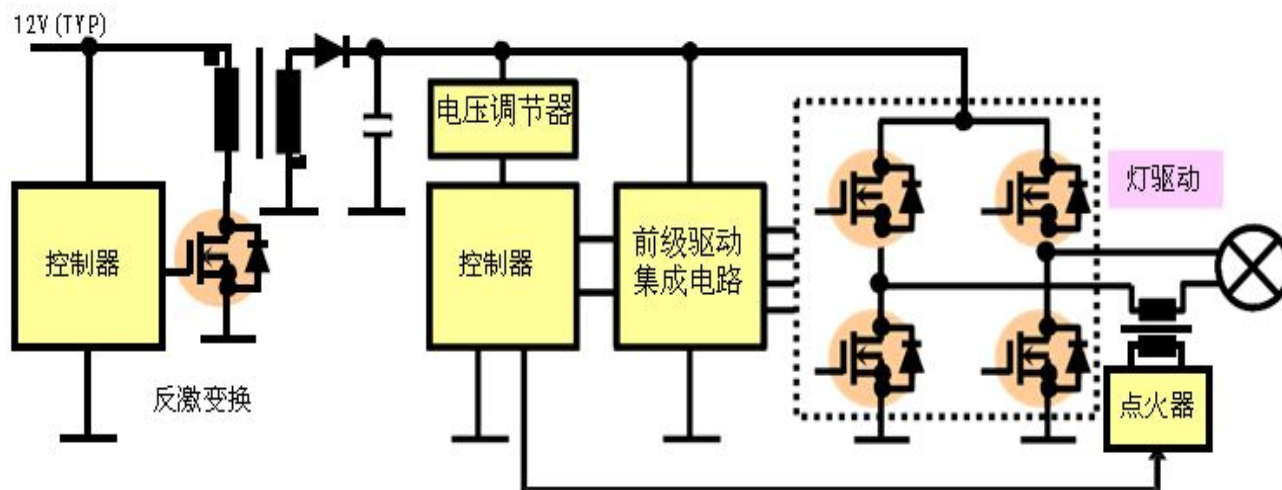 12V (TYP)
电压调节器
灯驱动
控制器
控制器
前级驱动
集成电路
反激变换
点火器